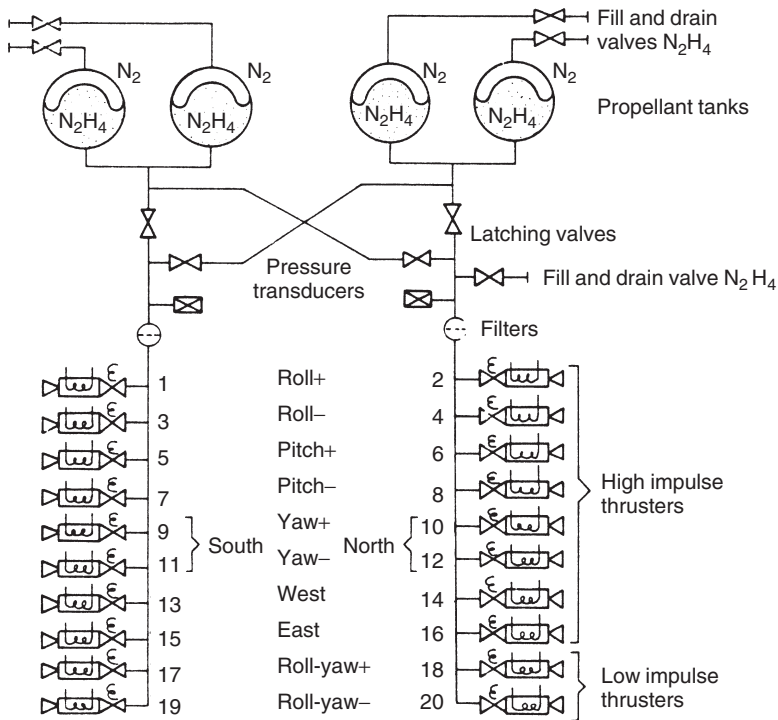 Fill and drain
valves N2H4
N2
N2
N2
N2
N2H4
N2H4
N2H4
N2H4
Propellant tanks
Latching valves
Pressure
transducers
Fill and drain valve N2H4
Filters
1 Roll+ 2
3 Roll– 4
5 Pitch+ 6
7 Pitch– 8
9 Yaw+ 10
South North
11 Yaw– 12
13 West 14
15 East 16
17 Roll-yaw+ 18
19 Roll-yaw– 20
High impulse
thrusters
Low impulse
thrusters